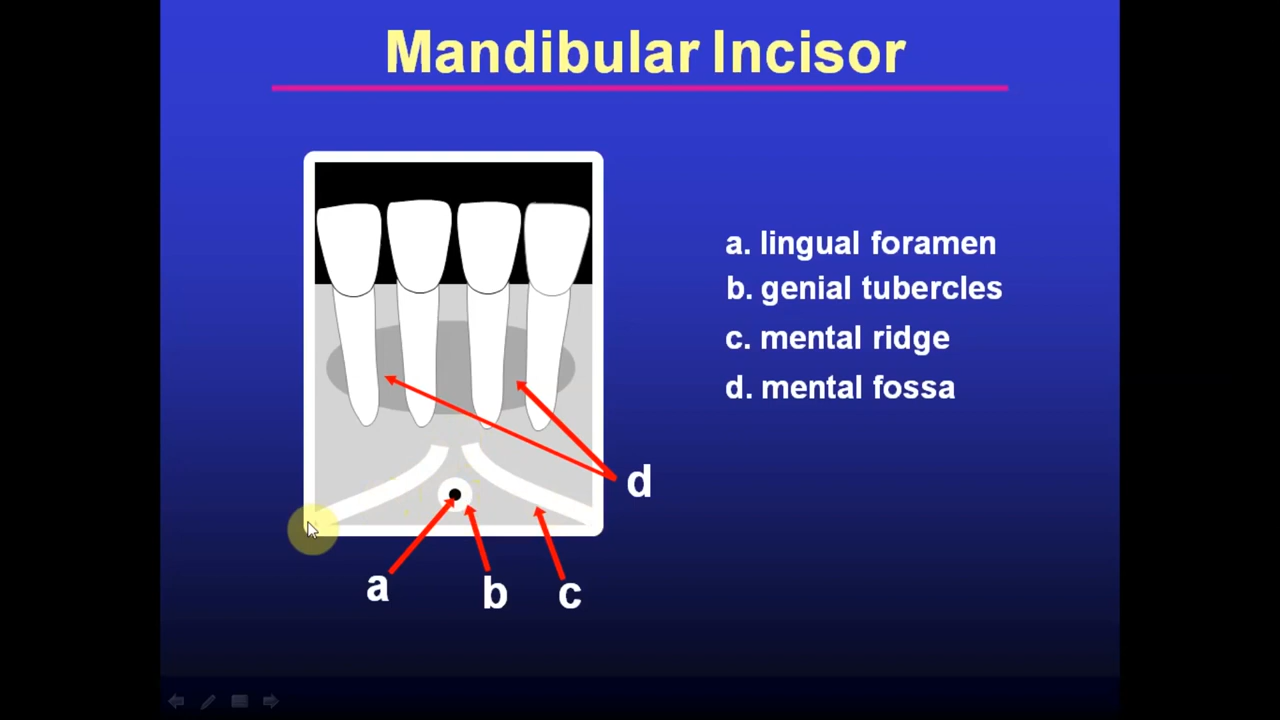 Mandibular Incisor
a. lingual foramen
b. genial tubercles
c. mental ridge
d. mental fossa
d
a
b
c